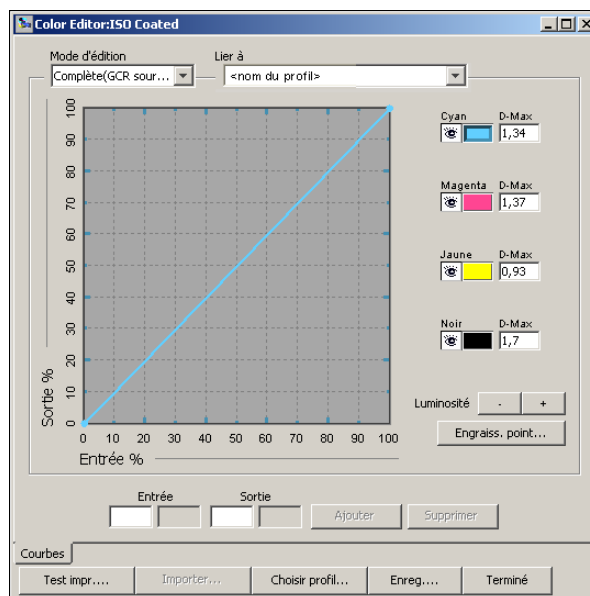 Color Editor:ISO Coated
Mode d'édition Lier à
Complète(GCR sour... <nom du profil>
Cyan D-Max
1,34
Magenta D-Max
1,37
Jaune D-Max
0,93
Noir D-Max
1,7
Luminosité - +
Engraiss. point...
Sortie %
100
90
80
70
60
50
40
30
20
10
0
0 10 20 30 40 50 60 70 80 90 100
Entrée %
Entrée Sortie
Ajouter Supprimer
Courbes
Test impr.... Importer... Choisir profil... Enreg.... Terminé